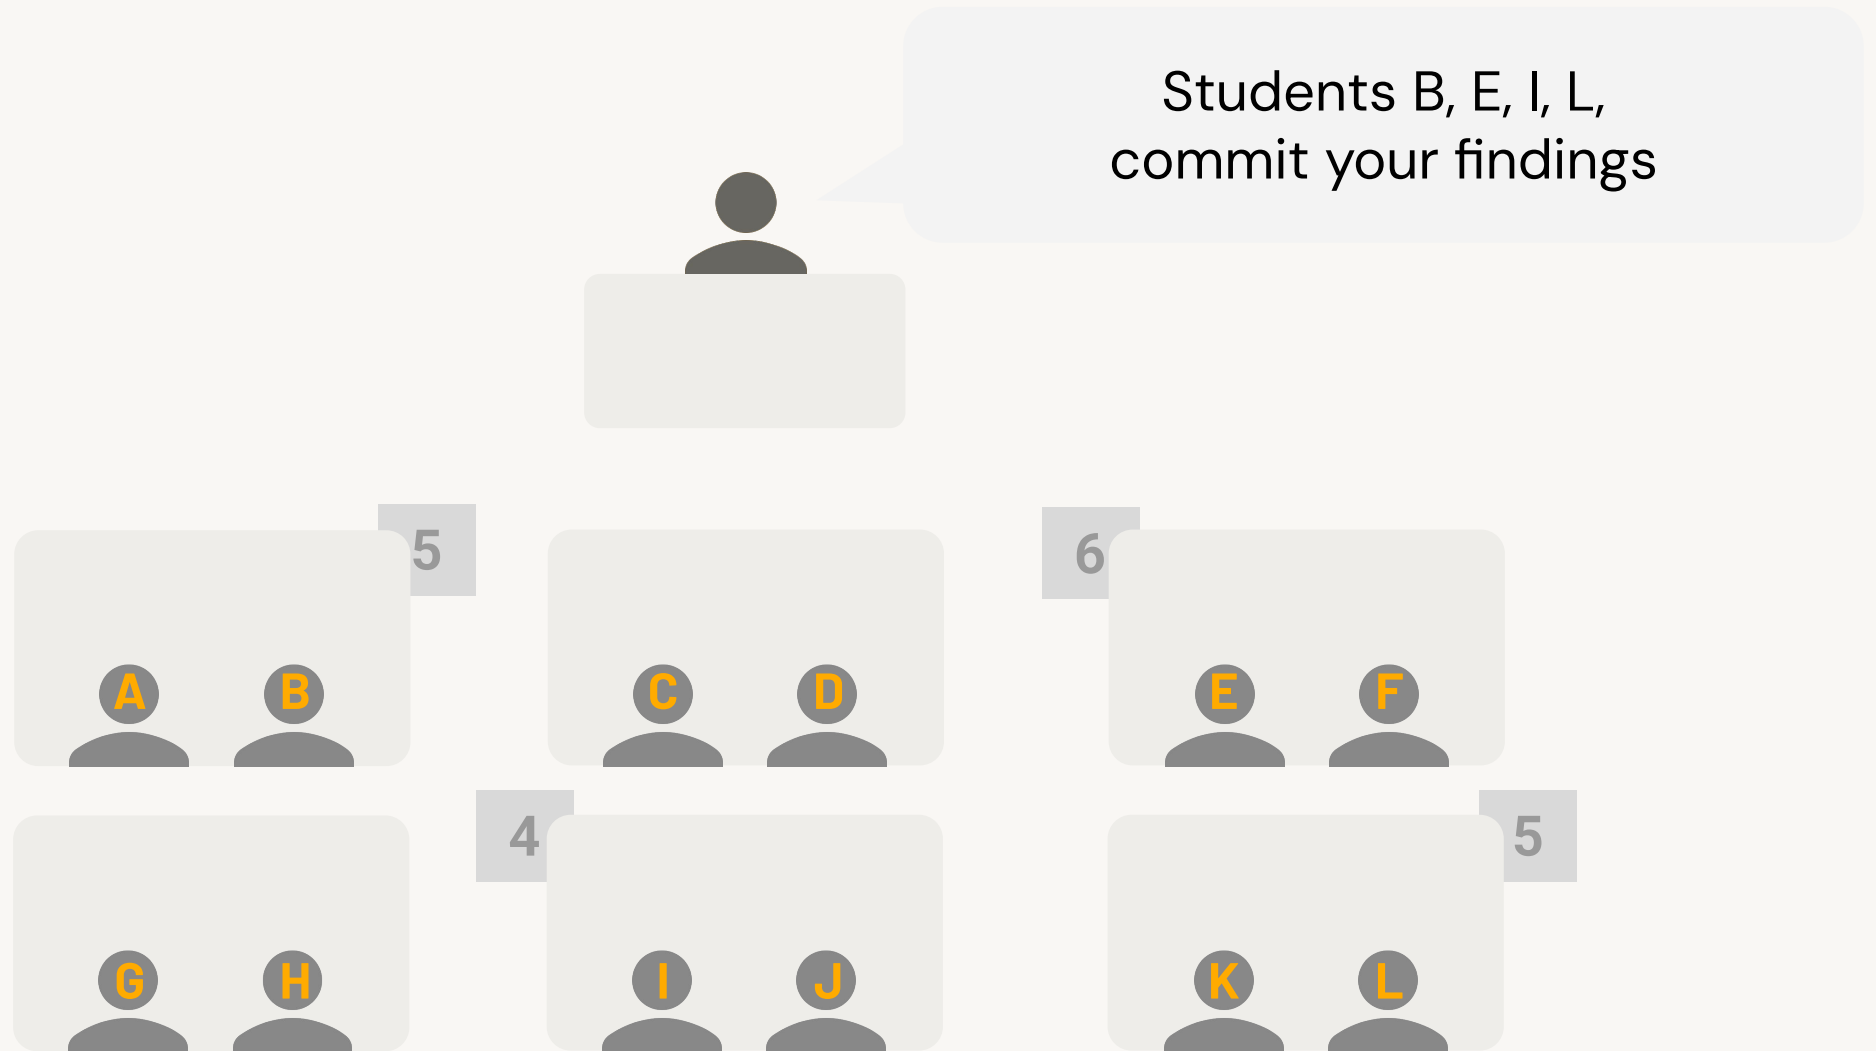 Students B, E, I, L,
commit your findings
5
6
A B C D E F
4
5
G H I J K L